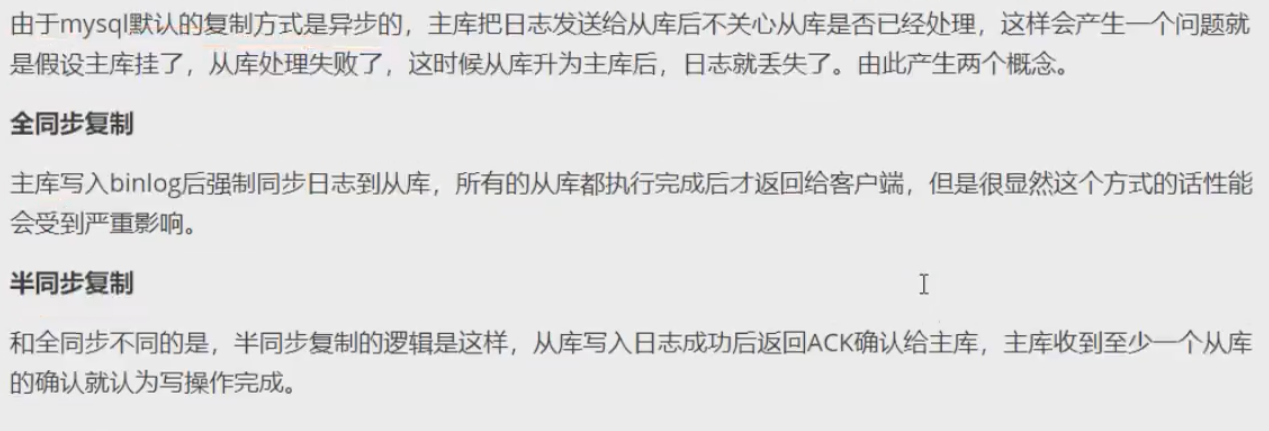 由于mysql默认的复制方式是异步的，主库把日志发送给从库后不关心从库是否已经处理，这样会产生一个问题就
是假设主库挂了，从库处理失败了，这时候从库升为主库后，日志就丢失了。由此产生两个概念。
全同步复制
主库写入binlog后强制同步日志到从库，所有的从库都执行完成后才返回给客户端，但是很显然这个方式的话性能
会受到严重影响。
半同步复制
和全同步不同的是，半同步复制的逻辑是这样，从库写入日志成功后返回ACK确认给主库，主库收到至少一个从库
的确认就认为写操作完成。